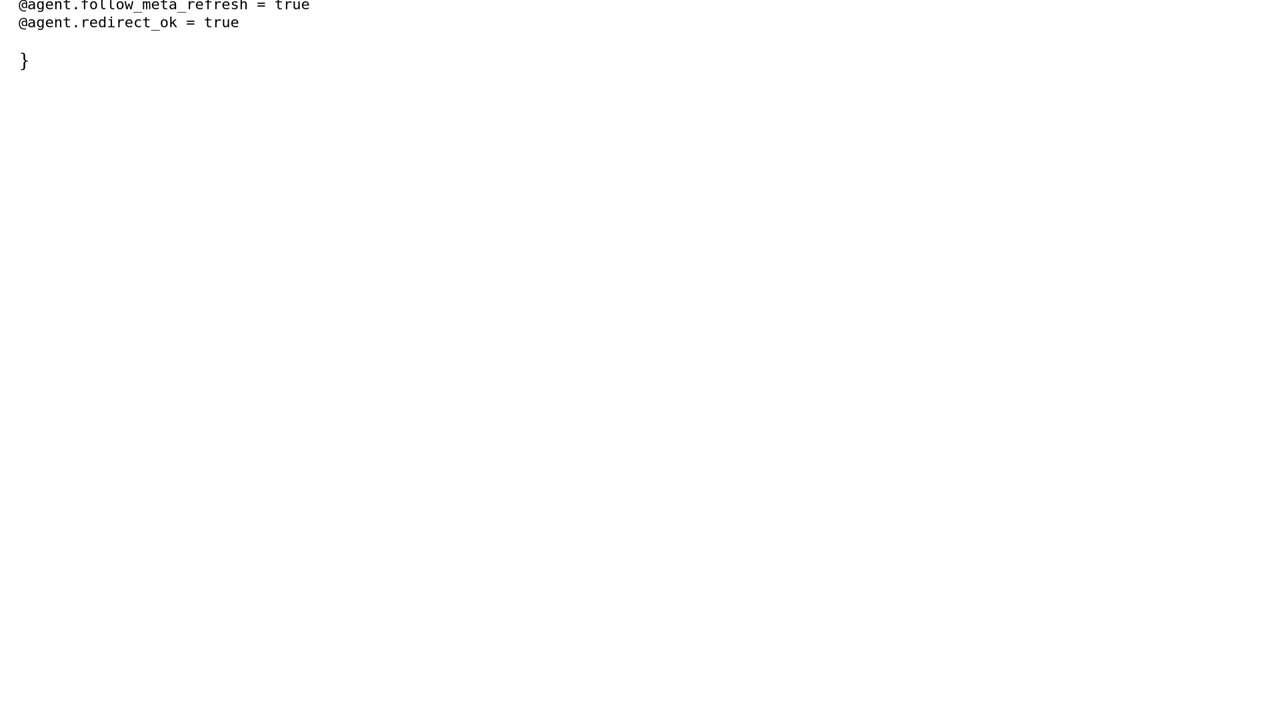 @agent.follow_meta_refresh = true
@agent.redirect_ok = true
}